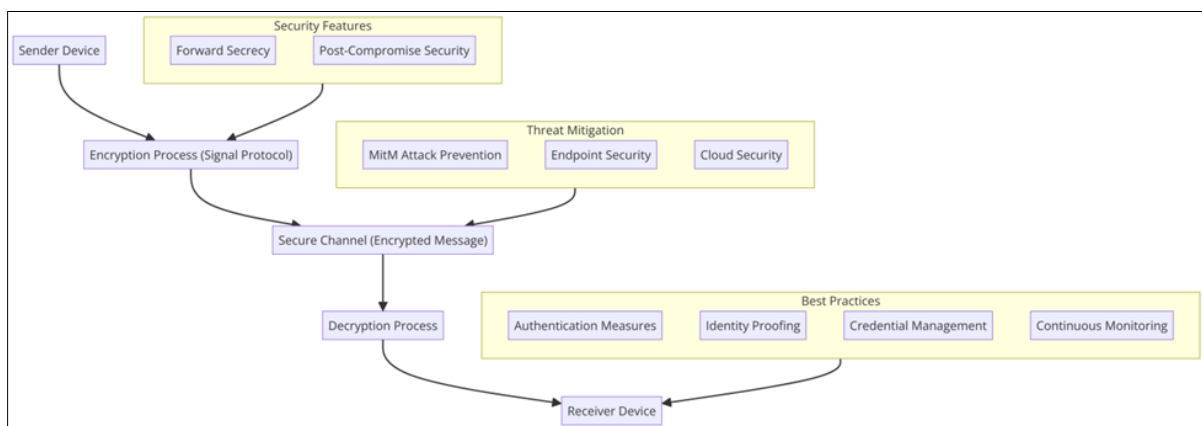 Security Features
Sender Device
Forward Secrecy
Post-Compromise Security
Threat Mitigation
Encryption Process (Signal Protocol)
MitM Attack Prevention
Endpoint Security
Cloud Security
Secure Channel (Encrypted Message)
Best Practices
Decryption Process
Authentication Measures
Identity Proofing
Credential Management
Continuous Monitoring
Receiver Device